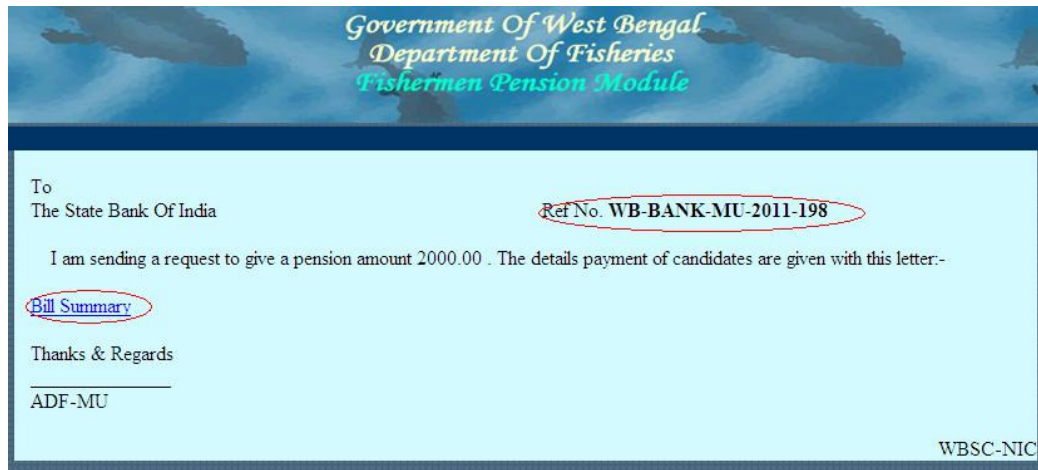 Government Of West Bengal
Department Of Fisheries
Fishermen Pension Module
To
The State Bank Of India
Ref No. WB-BANK-MU-2011-198
I am sending a request to give a pension amount 2000.00 . The details payment of candidates are given with this letter:-
Bill Summary
Thanks & Regards
ADF-MU
WBSC-NIC